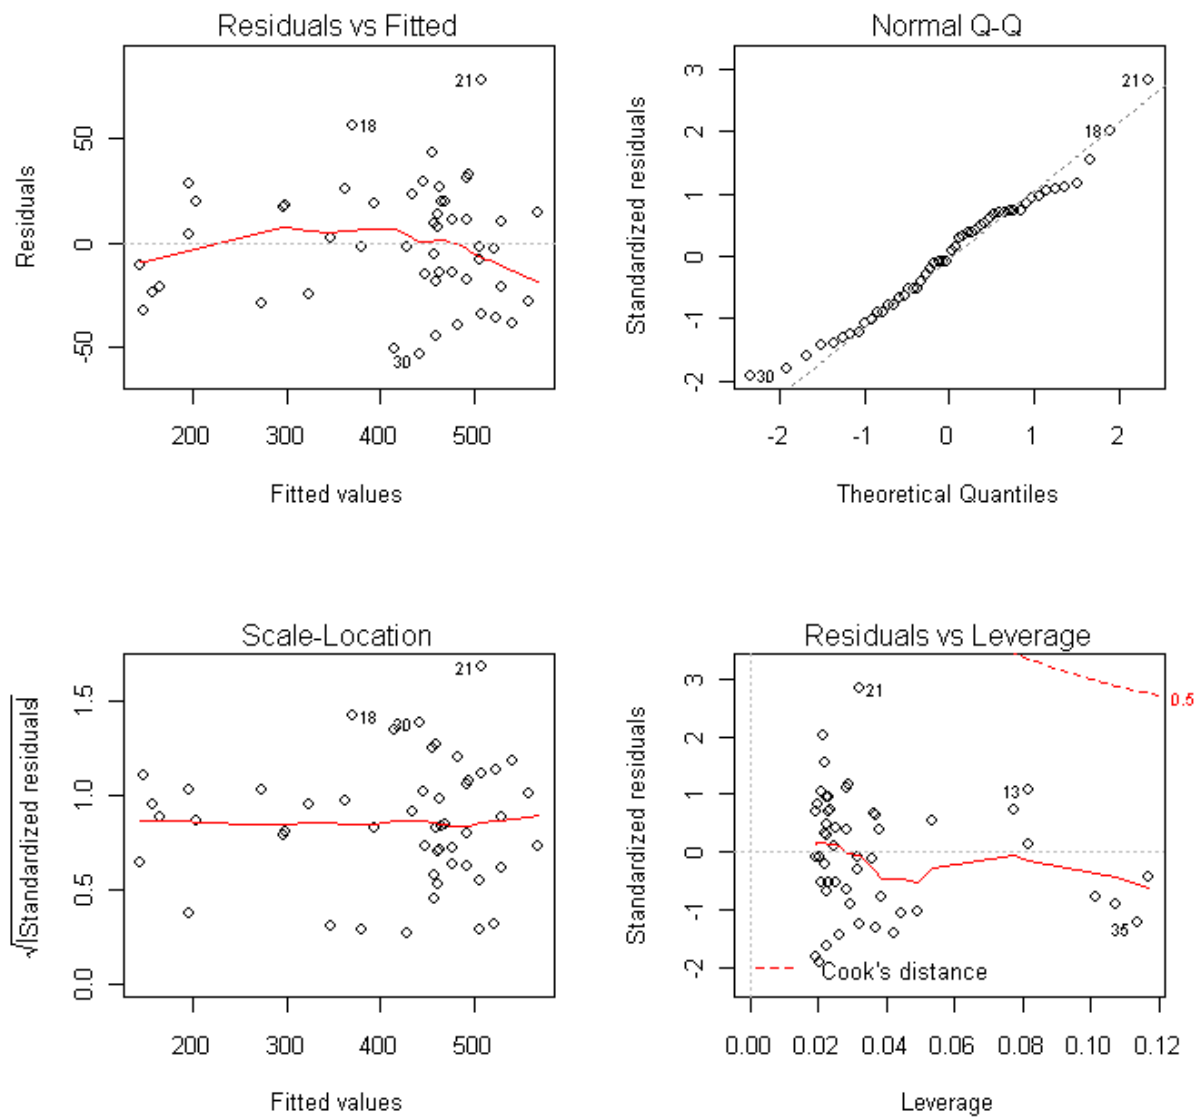 Residuals vs Fitted
Residuals
50
0
-50
21
18
30
200 300 400 500
Fitted values
Normal Q-Q
Standardized residuals
3
2
1
0
-1
-2
21
18
30
-2 -1 0 1 2
Theoretical Quantiles
Scale-Location
√|Standardized residuals|
1.5
1.0
0.5
0.0
21
18
30
200 300 400 500
Fitted values
Residuals vs Leverage
Standardized residuals
3
2
1
0
-1
-2
21
13
35
0.5
Cook's distance
0.00 0.02 0.04 0.06 0.08 0.10 0.12
Leverage